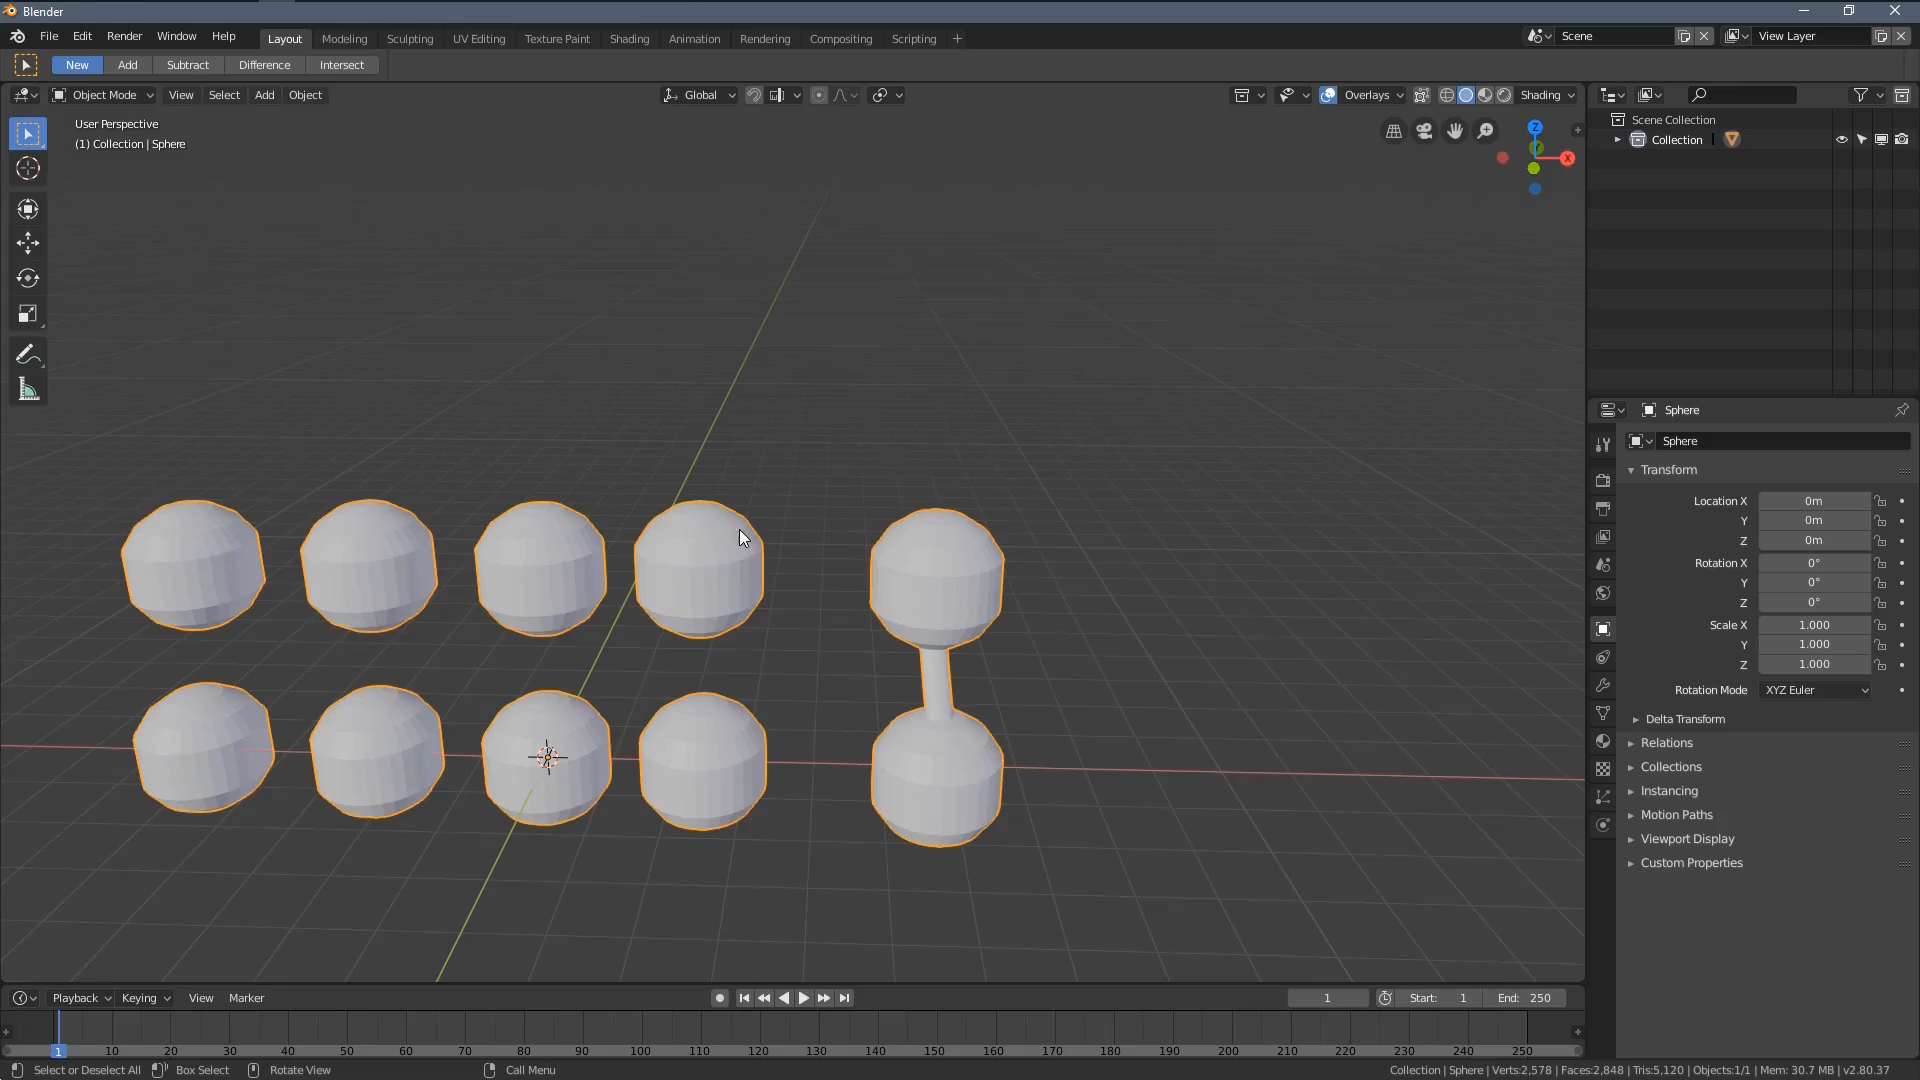 Blender
File Edit Render Window Help Layout Modeling Sculpting UV Editing Texture Paint Shading Animation Rendering Compositing Scripting + Scene View Layer
New Add Subtract Difference Intersect
Object Mode View Select Add Object Global Overlays Shading
User Perspective
(1) Collection | Sphere
Z
X
Scene Collection
Collection
Sphere
Sphere
Transform
Location X 0m
Y 0m
Z 0m
Rotation X 0°
Y 0°
Z 0°
Scale X 1.000
Y 1.000
Z 1.000
Rotation Mode XYZ Euler
Delta Transform
Relations
Collections
Instancing
Motion Paths
Viewport Display
Custom Properties
Playback Keying View Marker 1 Start: 1 End: 250
1 10 20 30 40 50 60 70 80 90 100 110 120 130 140 150 160 170 180 190 200 210 220 230 240 250
Select or Deselect All Box Select Rotate View Call Menu Collection | Sphere | Verts:2,578 | Faces:2,848 | Tris:5,120 | Objects:1/1 | Mem: 30.7 MB | v2.80.37